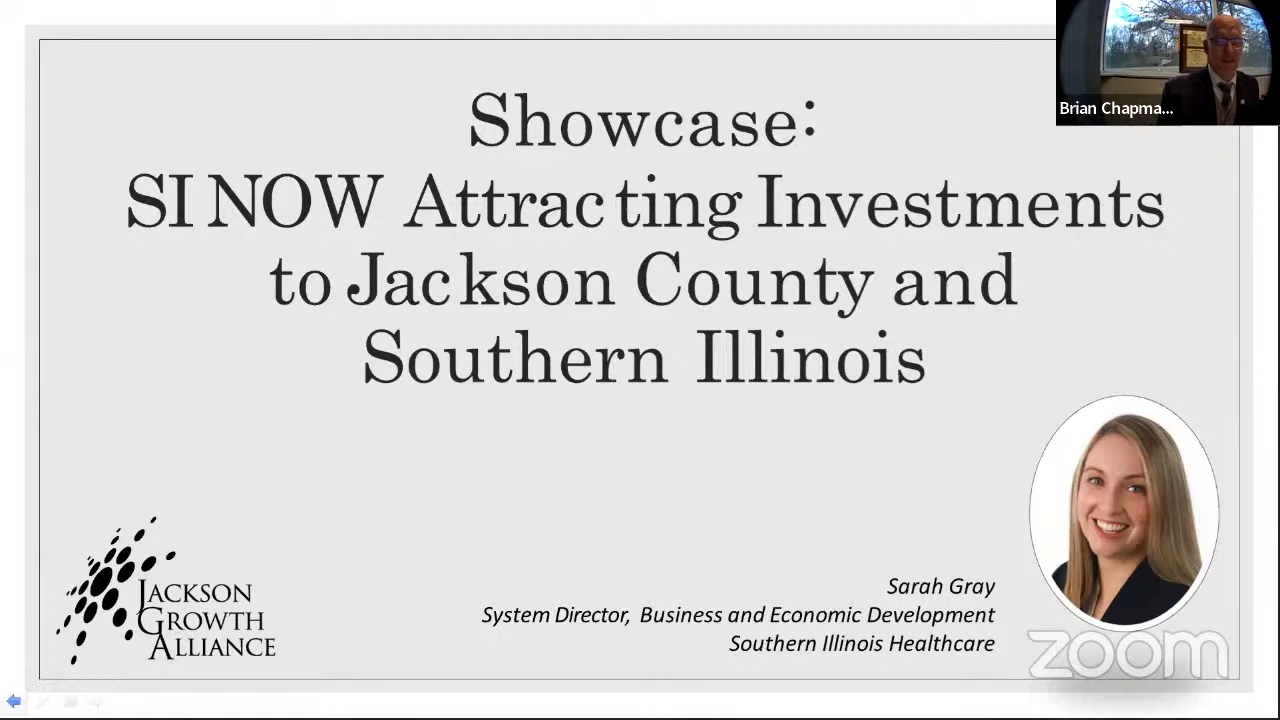 Brian Chapma...
Showcase:
SI NOW Attracting Investments
to Jackson County and
Southern Illinois
Jackson
Growth
Alliance
Sarah Gray
System Director, Business and Economic Development
Southern Illinois Healthcare
zoom